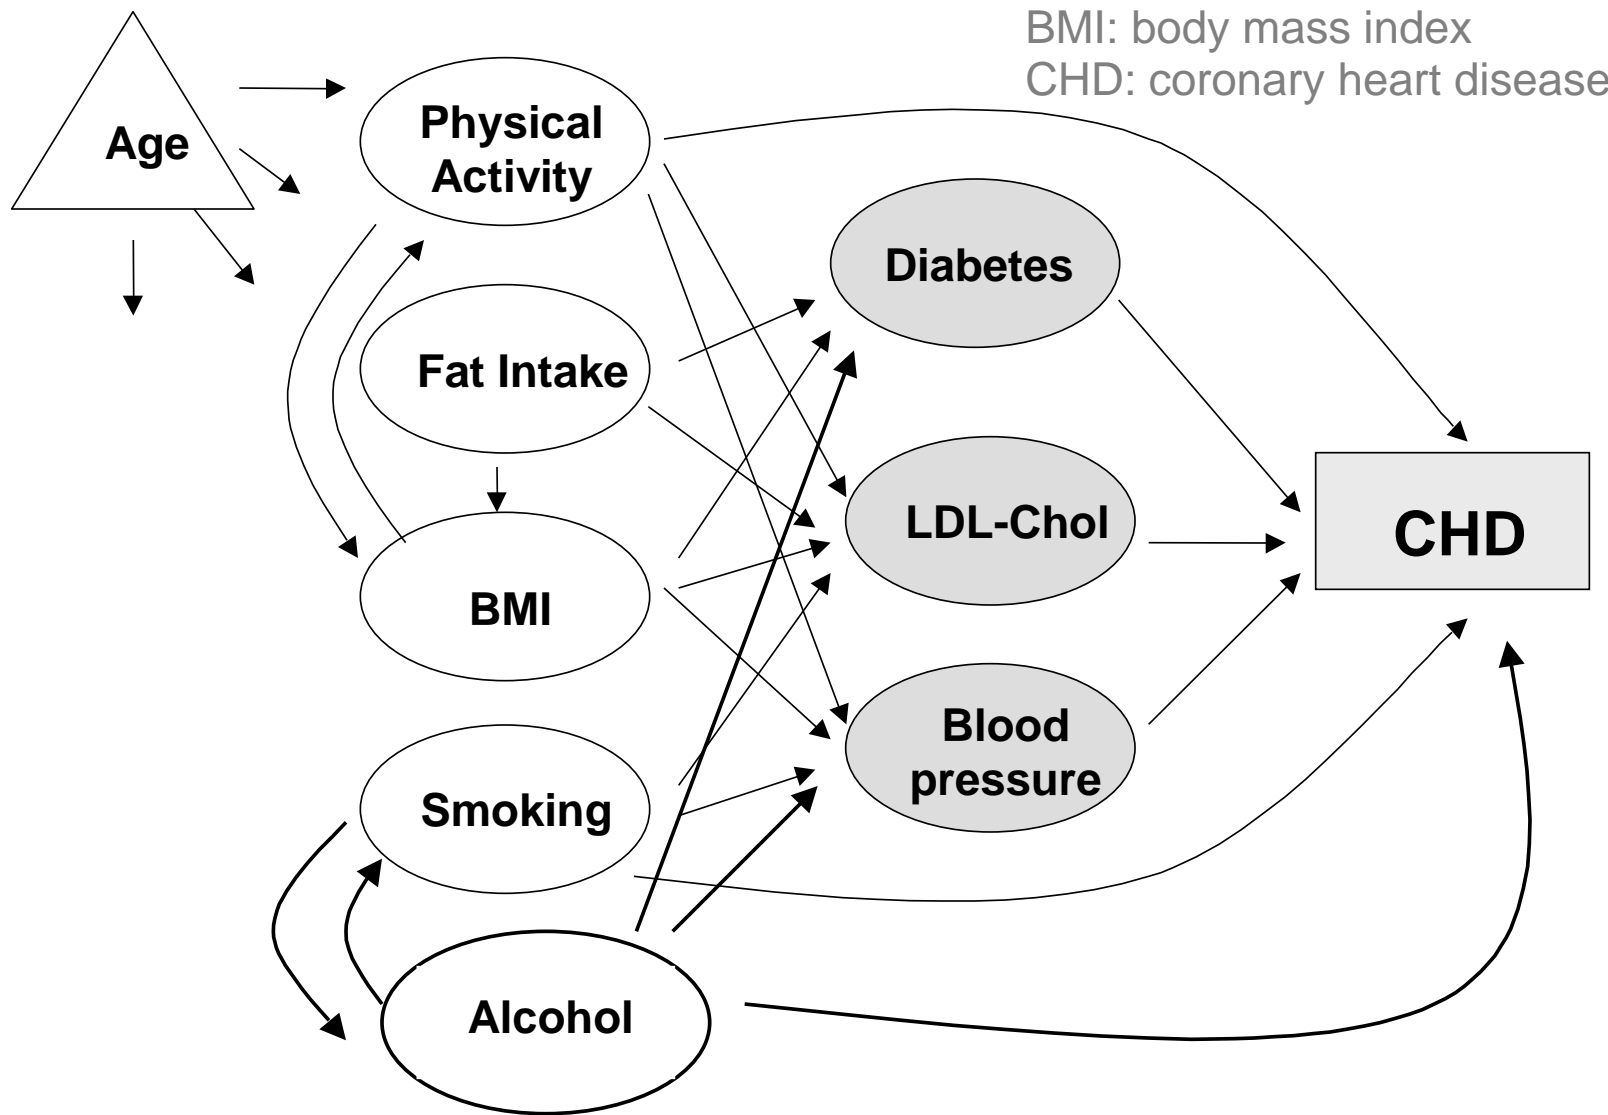 BMI: body mass index
CHD: coronary heart disease
Age
Physical
Activity
Diabetes
Fat Intake
LDL-Chol
CHD
BMI
Blood
pressure
Smoking
Alcohol